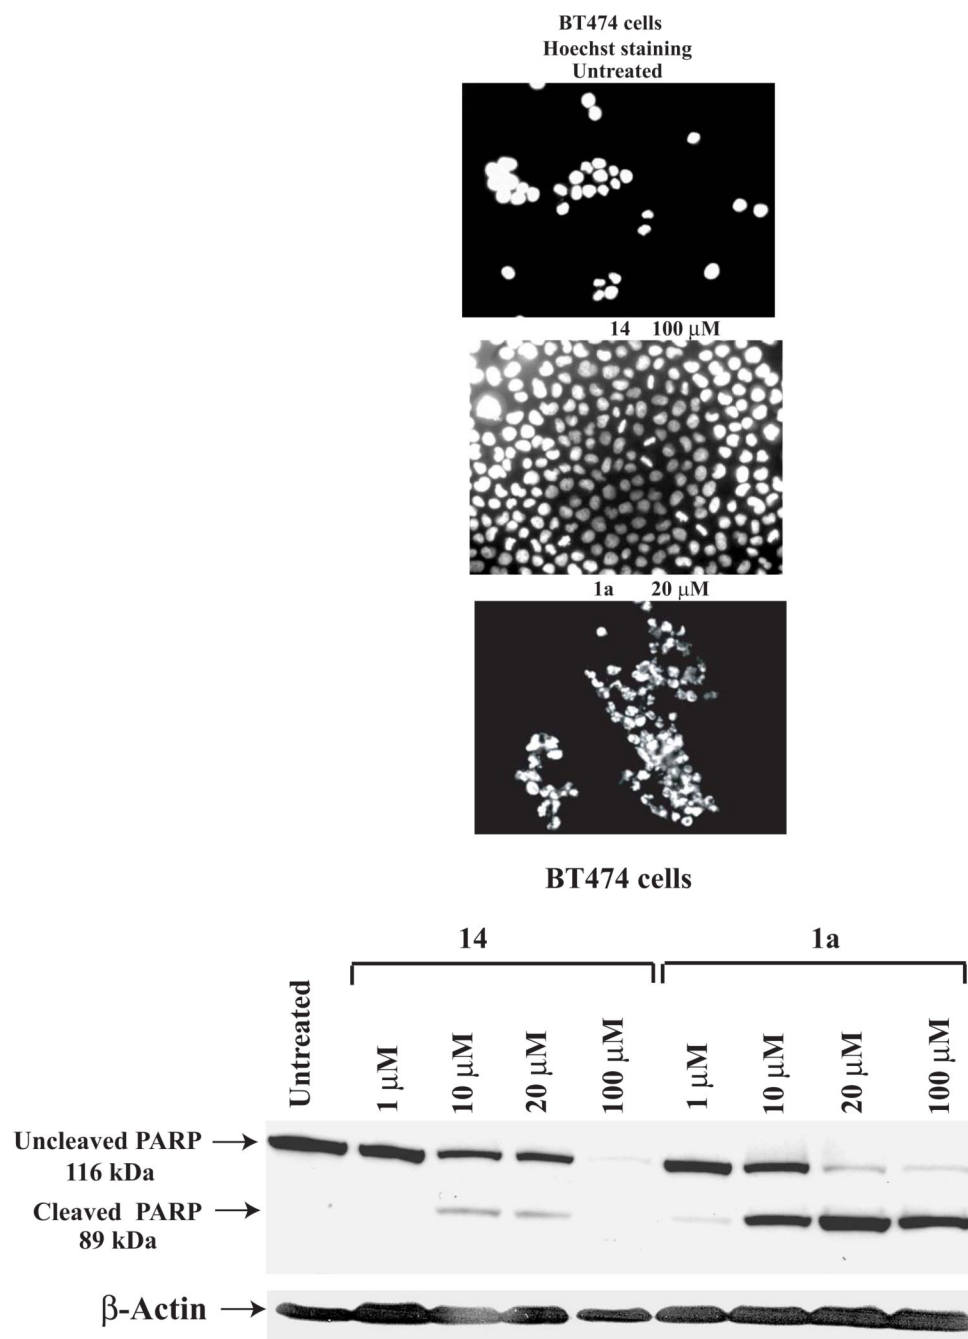 BT474 cells
Hoechst staining
Untreated
14 100 μM
1a 20 μM
BT474 cells
14 1a
Untreated
1 μM
10 μM
20 μM
100 μM
1 μM
10 μM
20 μM
100 μM
Uncleaved PARP
116 kDa
Cleaved PARP
89 kDa
β-Actin